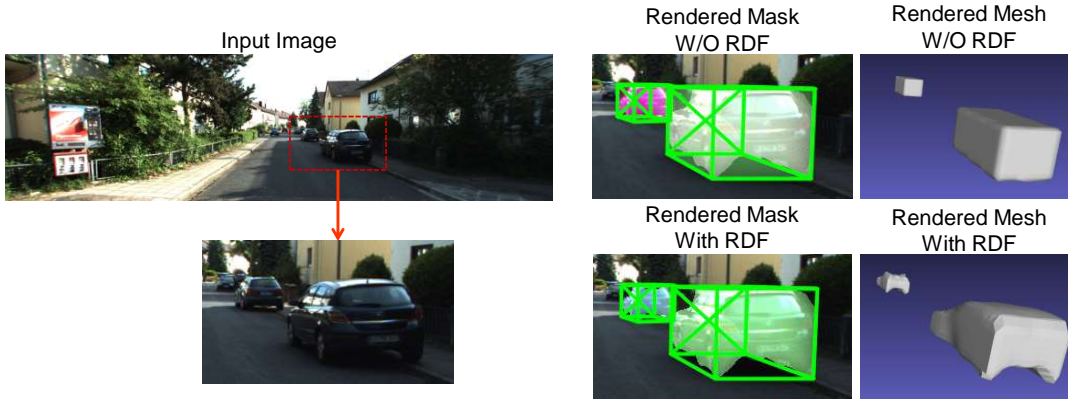 Input Image
Rendered Mask
W/O RDF
Rendered Mesh
W/O RDF
Rendered Mask
With RDF
Rendered Mesh
With RDF